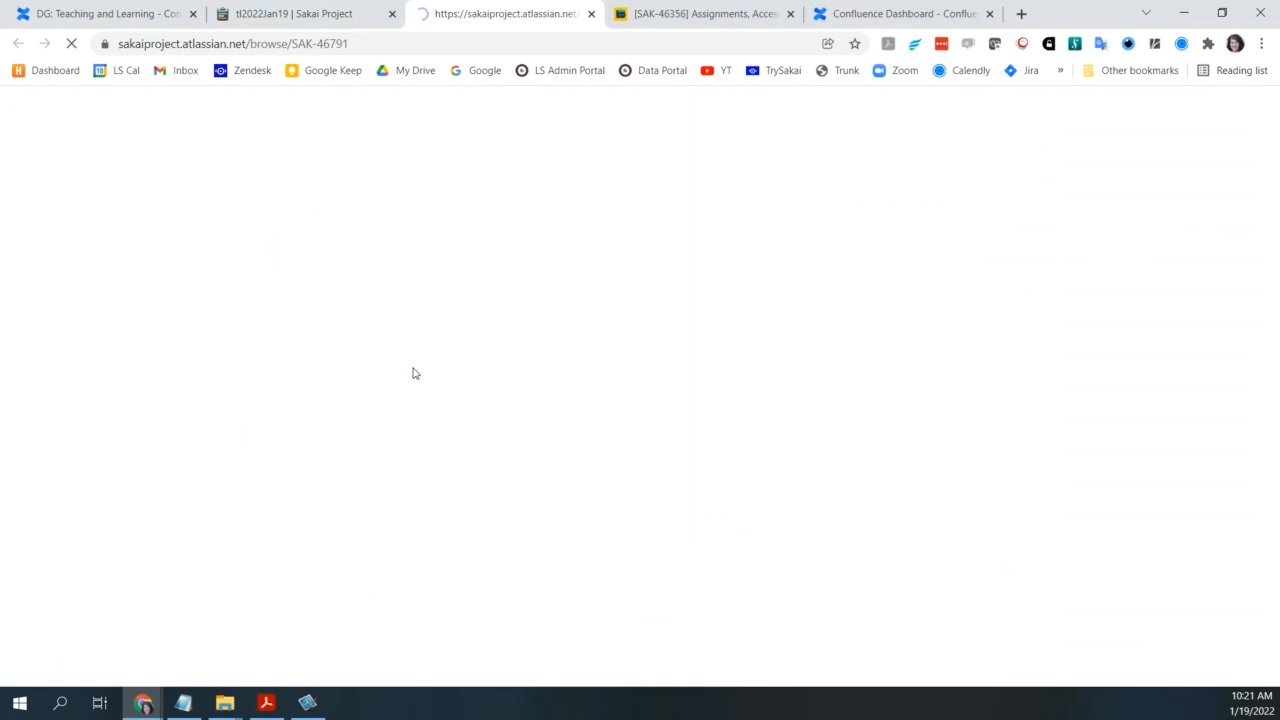 DG: Teaching and Learning - Con
tl2022Jan19 | Sakai Project
https://sakaiproject.atlassian.net
[SAK-46356] Assignments, Acces
Confluence Dashboard - Conflue
sakaiproject.atlassian.net/browse/SAK-46791
Dashboard
18 LS Cal
Inbox
Zendesk
Google Keep
My Drive
Google
LS Admin Portal
Data Portal
YT
TrySakai
Trunk
Zoom
Calendly
Jira
»
Other bookmarks
Reading list
10:21 AM
1/19/2022